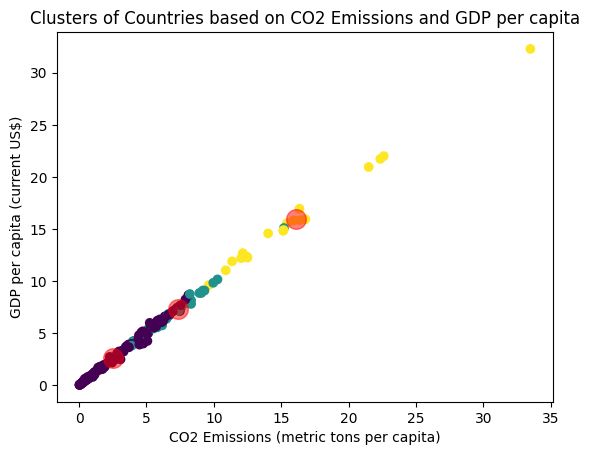 Clusters of Countries based on CO2 Emissions and GDP per capita
GDP per capita (current US$)
30
25
20
15
10
5
0
0 5 10 15 20 25 30 35
CO2 Emissions (metric tons per capita)